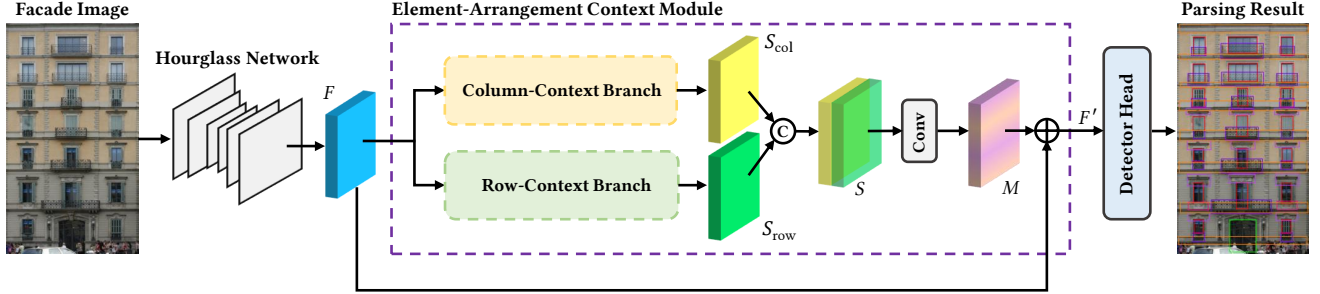 Facade Image
Element-Arrangement Context Module
Parsing Result
Hourglass Network
F
Column-Context Branch
Row-Context Branch
S_col
S_row
C
S
Conv
M
F′
Detector Head